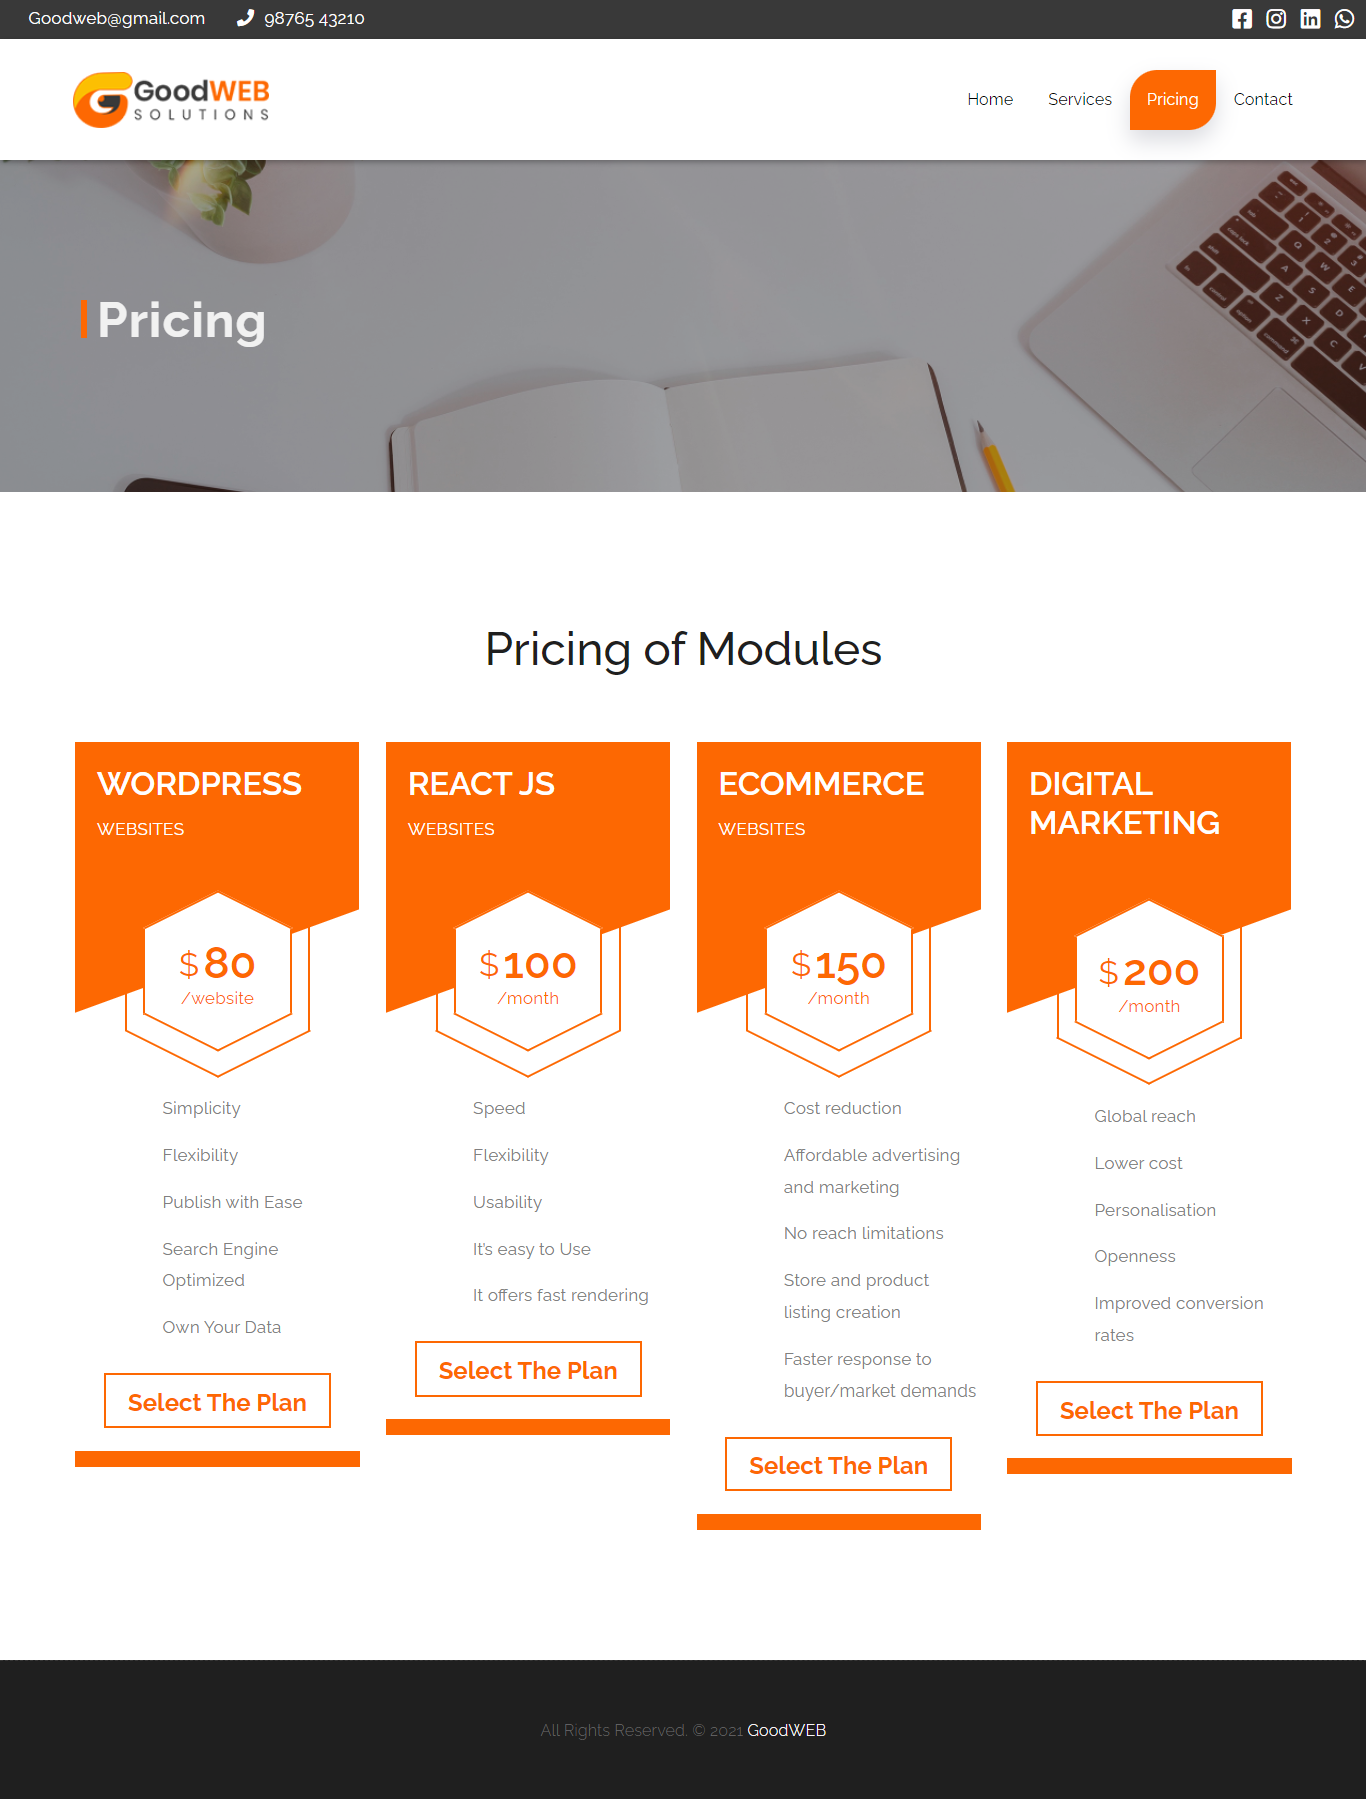 Goodweb@gmail.com 98765 43210
GoodWEB
SOLUTIONS
Home Services Pricing Contact
Pricing
Pricing of Modules
WORDPRESS
WEBSITES
$80
/website
Simplicity
Flexibility
Publish with Ease
Search Engine
Optimized
Own Your Data
Select The Plan
REACT JS
WEBSITES
$100
/month
Speed
Flexibility
Usability
It's easy to Use
It offers fast rendering
Select The Plan
ECOMMERCE
WEBSITES
$150
/month
Cost reduction
Affordable advertising
and marketing
No reach limitations
Store and product
listing creation
Faster response to
buyer/market demands
Select The Plan
DIGITAL
MARKETING
$200
/month
Global reach
Lower cost
Personalisation
Openness
Improved conversion
rates
Select The Plan
All Rights Reserved. © 2021 GoodWEB